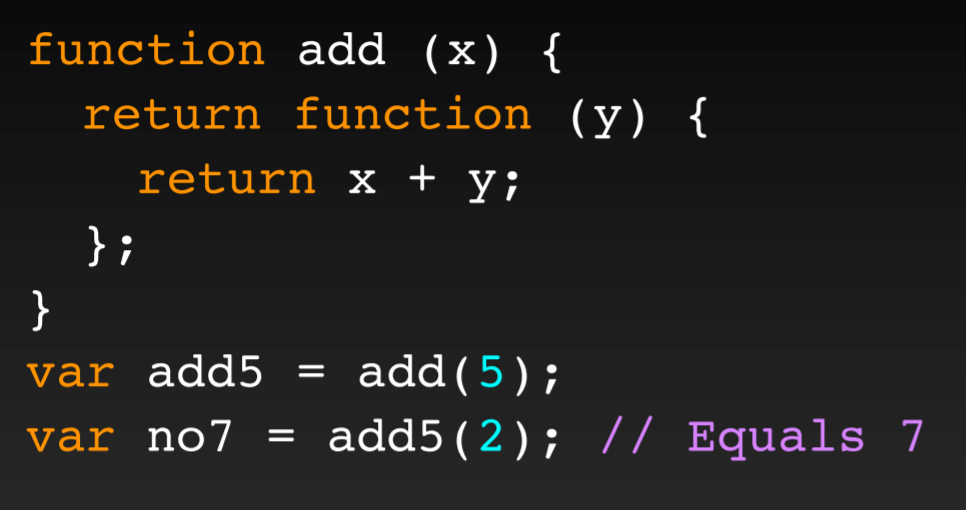 function add (x) {
  return function (y) {
    return x + y;
  };
}
var add5 = add(5);
var no7 = add5(2); // Equals 7